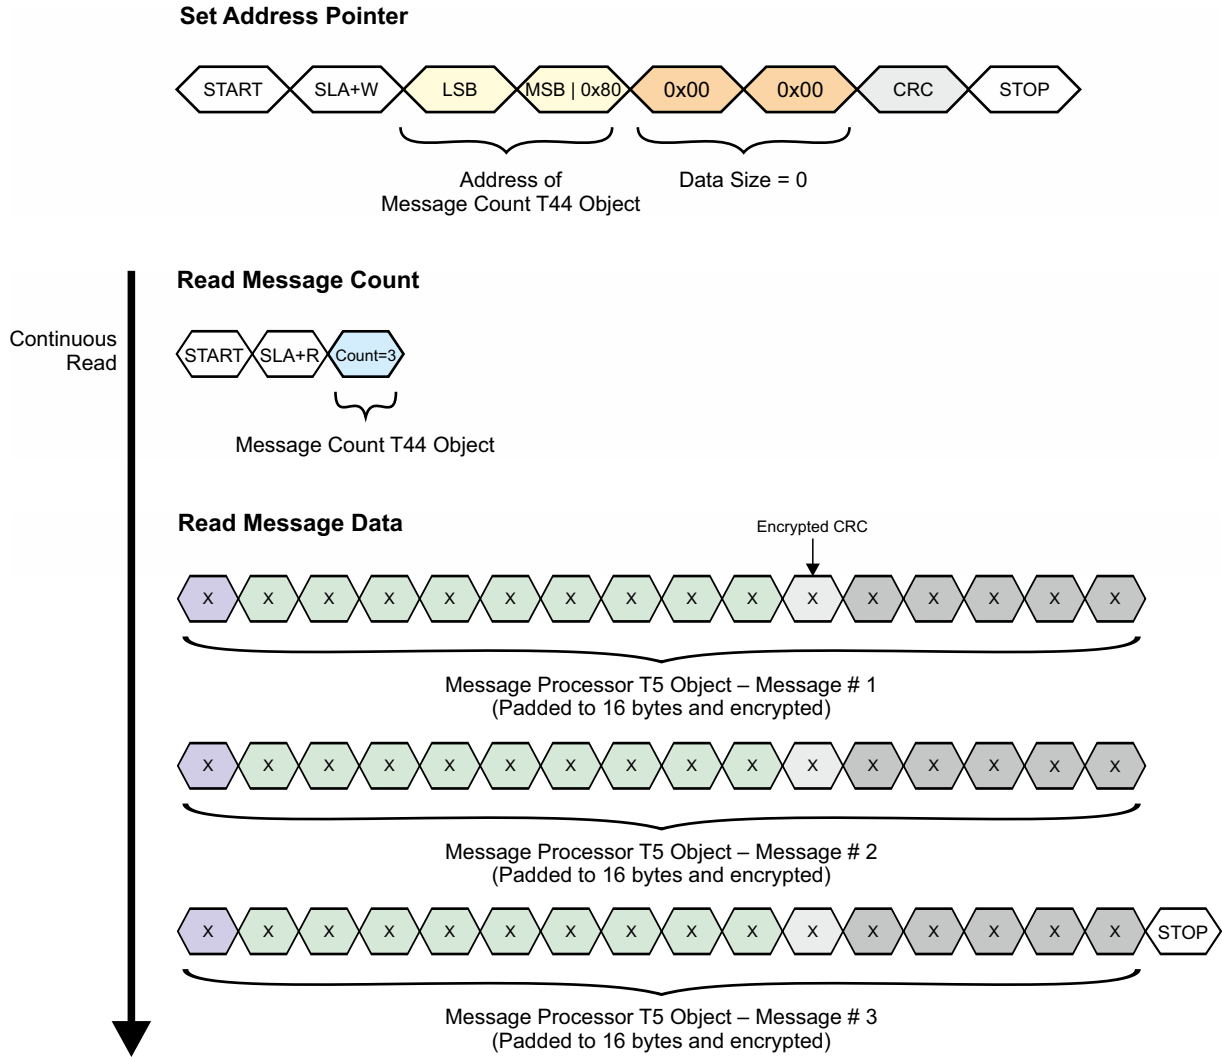 Set Address Pointer
START SLA+W LSB MSB | 0x80 0x00 0x00 CRC STOP
Address of
Message Count T44 Object
Data Size = 0
Read Message Count
Continuous
Read
START SLA+R Count=3
Message Count T44 Object
Read Message Data
Encrypted CRC
X X X X X X X X X X X X X X X X
Message Processor T5 Object – Message # 1
(Padded to 16 bytes and encrypted)
X X X X X X X X X X X X X X X X
Message Processor T5 Object – Message # 2
(Padded to 16 bytes and encrypted)
X X X X X X X X X X X X X X X X STOP
Message Processor T5 Object – Message # 3
(Padded to 16 bytes and encrypted)